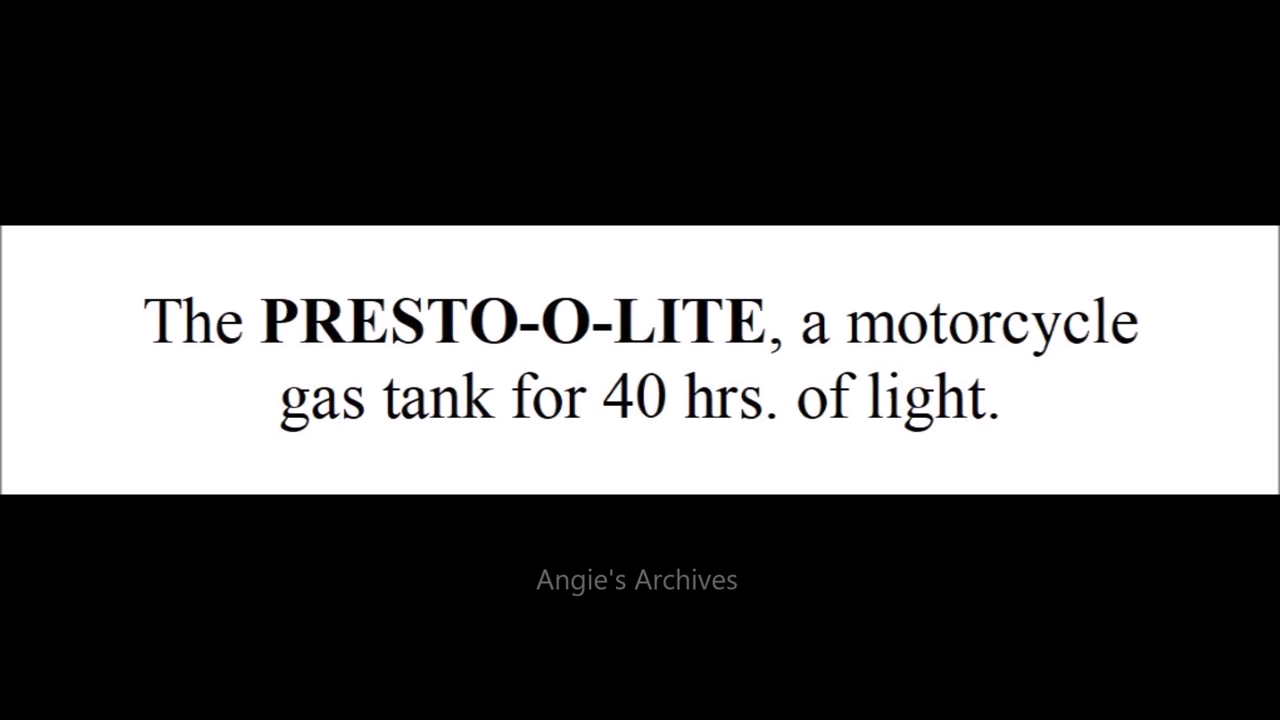 The PRESTO-O-LITE, a motorcycle
gas tank for 40 hrs. of light.
Angie's Archives